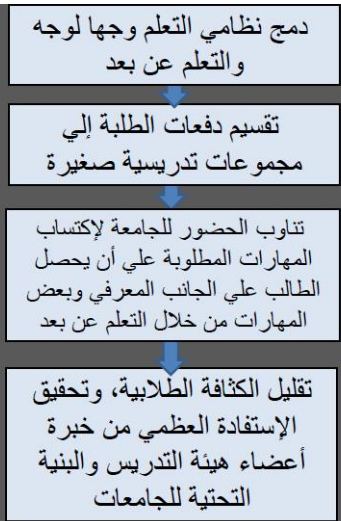 دمج نظامي التعلم وجها لوجه
والتعلم عن بعد
تقسيم دفعات الطلبة إلي
مجموعات تدريسية صغيرة
تناوب الحضور للجامعة لإكتساب
المهارات المطلوبة علي أن يحصل
الطالب علي الجانب المعرفي وبعض
المهارات من خلال التعلم عن بعد
تقليل الكثافة الطلابية، وتحقيق
الإستفادة العظمي من خبرة
أعضاء هيئة التدريس والبنية
التحتية للجامعات